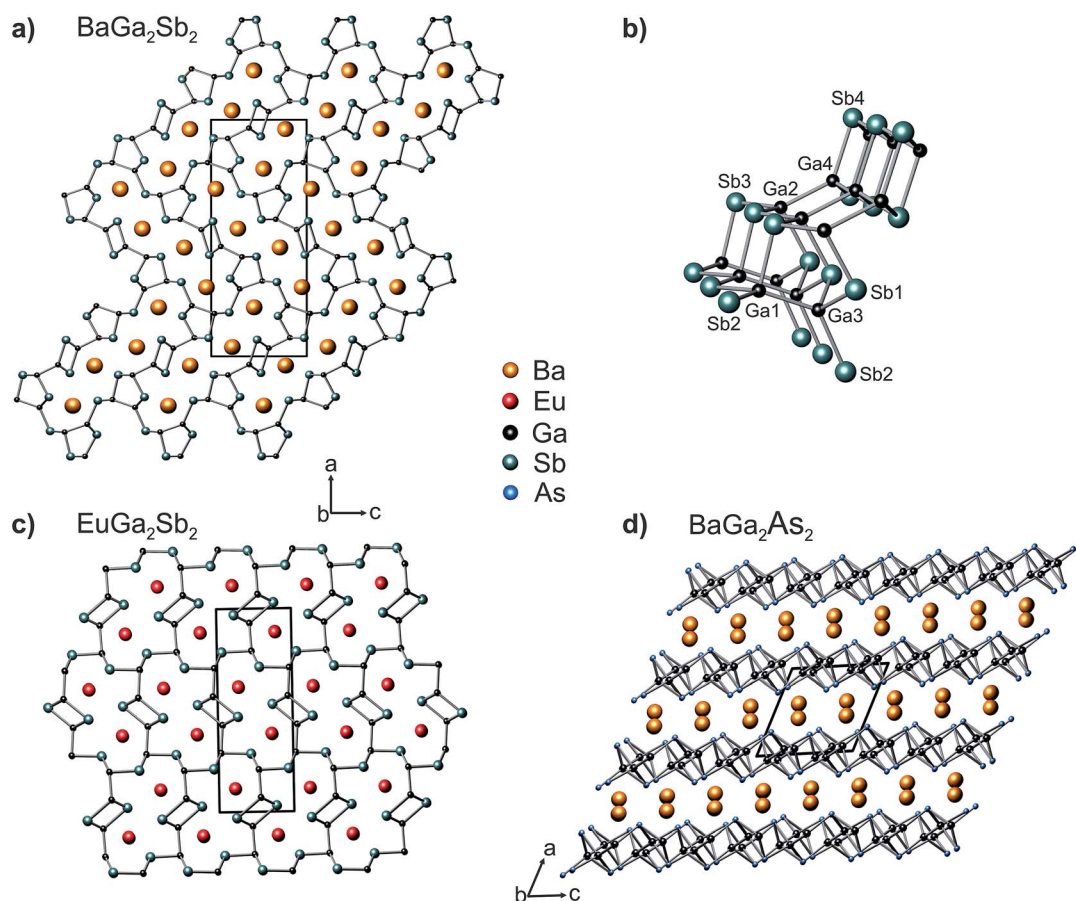 a) BaGa₂Sb₂
b)
Sb4
Ga4
Sb3 Ga2
Sb1
Sb2 Ga1 Ga3
Sb2
Ba
Eu
Ga
Sb
As
a
b c
c) EuGa₂Sb₂
d) BaGa₂As₂
a
b c